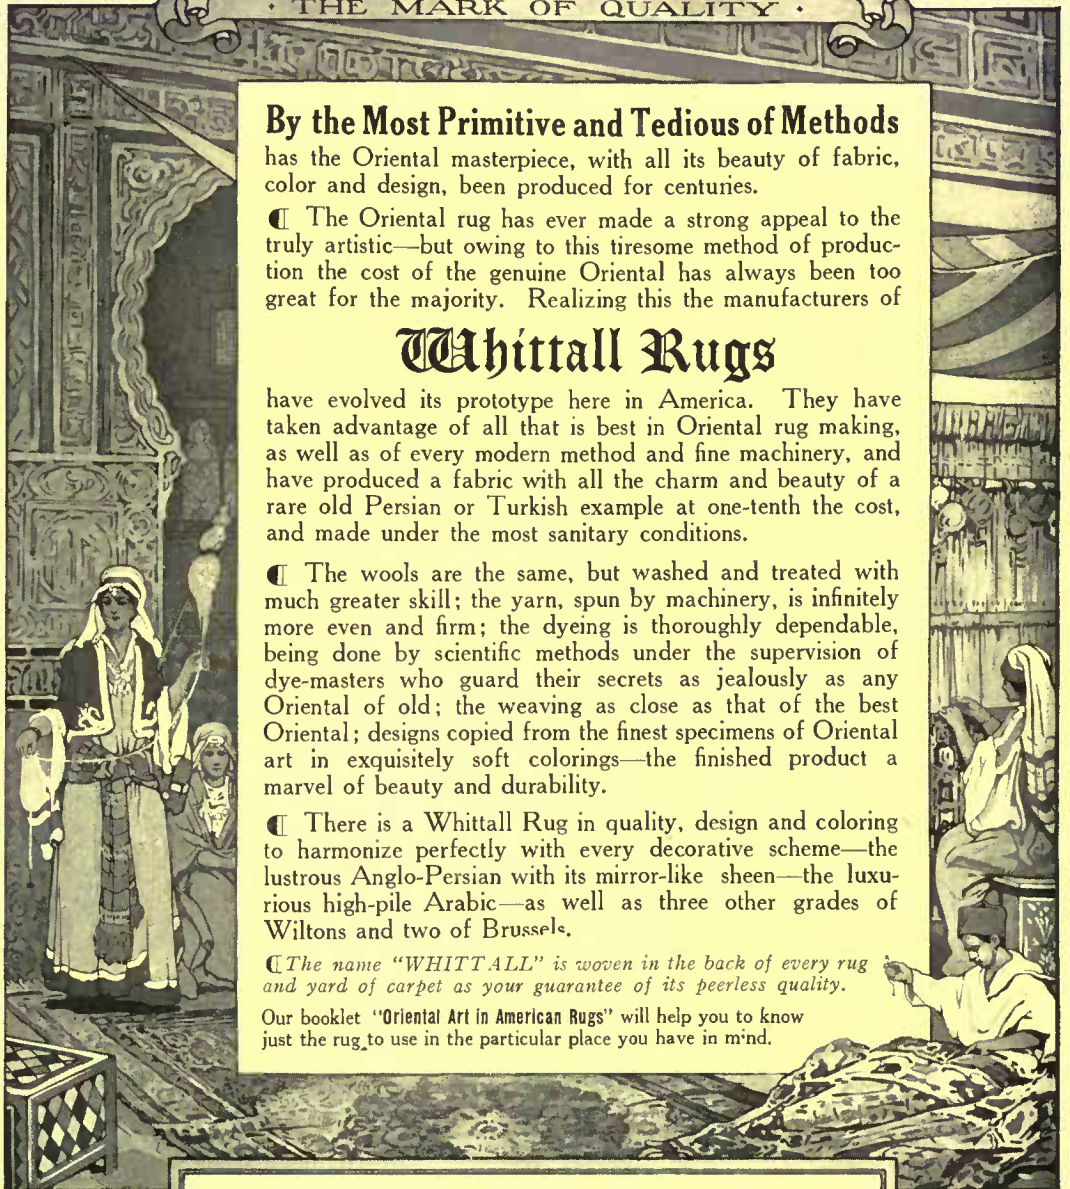 · THE MARK OF QUALITY ·
By the Most Primitive and Tedious of Methods
has the Oriental masterpiece, with all its beauty of fabric,
color and design, been produced for centuries.
⁋ The Oriental rug has ever made a strong appeal to the
truly artistic—but owing to this tiresome method of produc-
tion the cost of the genuine Oriental has always been too
great for the majority. Realizing this the manufacturers of
Whittall Rugs
have evolved its prototype here in America. They have
taken advantage of all that is best in Oriental rug making,
as well as of every modern method and fine machinery, and
have produced a fabric with all the charm and beauty of a
rare old Persian or Turkish example at one-tenth the cost,
and made under the most sanitary conditions.
⁋ The wools are the same, but washed and treated with
much greater skill; the yarn, spun by machinery, is infinitely
more even and firm; the dyeing is thoroughly dependable,
being done by scientific methods under the supervision of
dye-masters who guard their secrets as jealously as any
Oriental of old; the weaving as close as that of the best
Oriental; designs copied from the finest specimens of Oriental
art in exquisitely soft colorings—the finished product a
marvel of beauty and durability.
⁋ There is a Whittall Rug in quality, design and coloring
to harmonize perfectly with every decorative scheme—the
lustrous Anglo-Persian with its mirror-like sheen—the luxu-
rious high-pile Arabic—as well as three other grades of
Wiltons and two of Brussels.
⁋ The name "WHITTALL" is woven in the back of every rug
and yard of carpet as your guarantee of its peerless quality.
Our booklet "Oriental Art in American Rugs" will help you to know
just the rug to use in the particular place you have in mind.